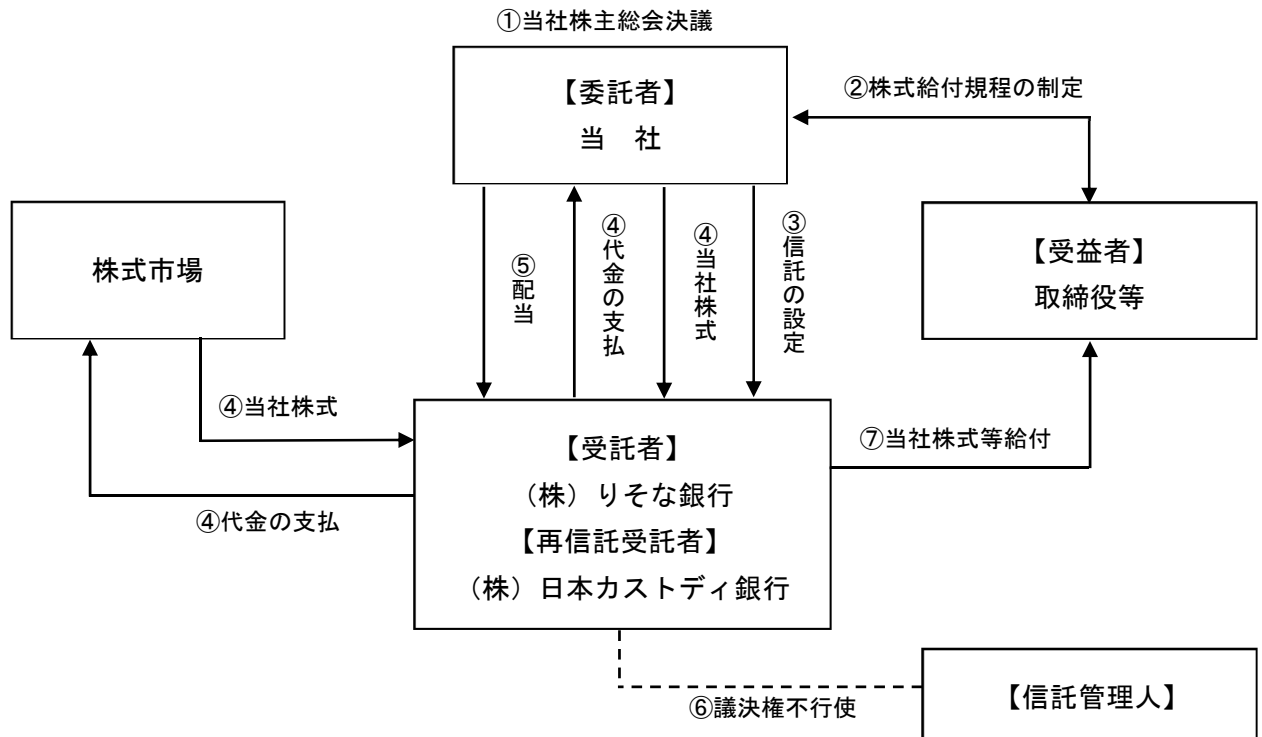 ①当社株主総会決議
【委託者】
当　社
②株式給付規程の制定
株式市場
⑤配当
④代金の支払
④当社株式
③信託の設定
【受益者】
取締役等
④当社株式
④代金の支払
【受託者】
（株）りそな銀行
【再信託受託者】
（株）日本カストディ銀行
⑦当社株式等給付
⑥議決権不行使
【信託管理人】